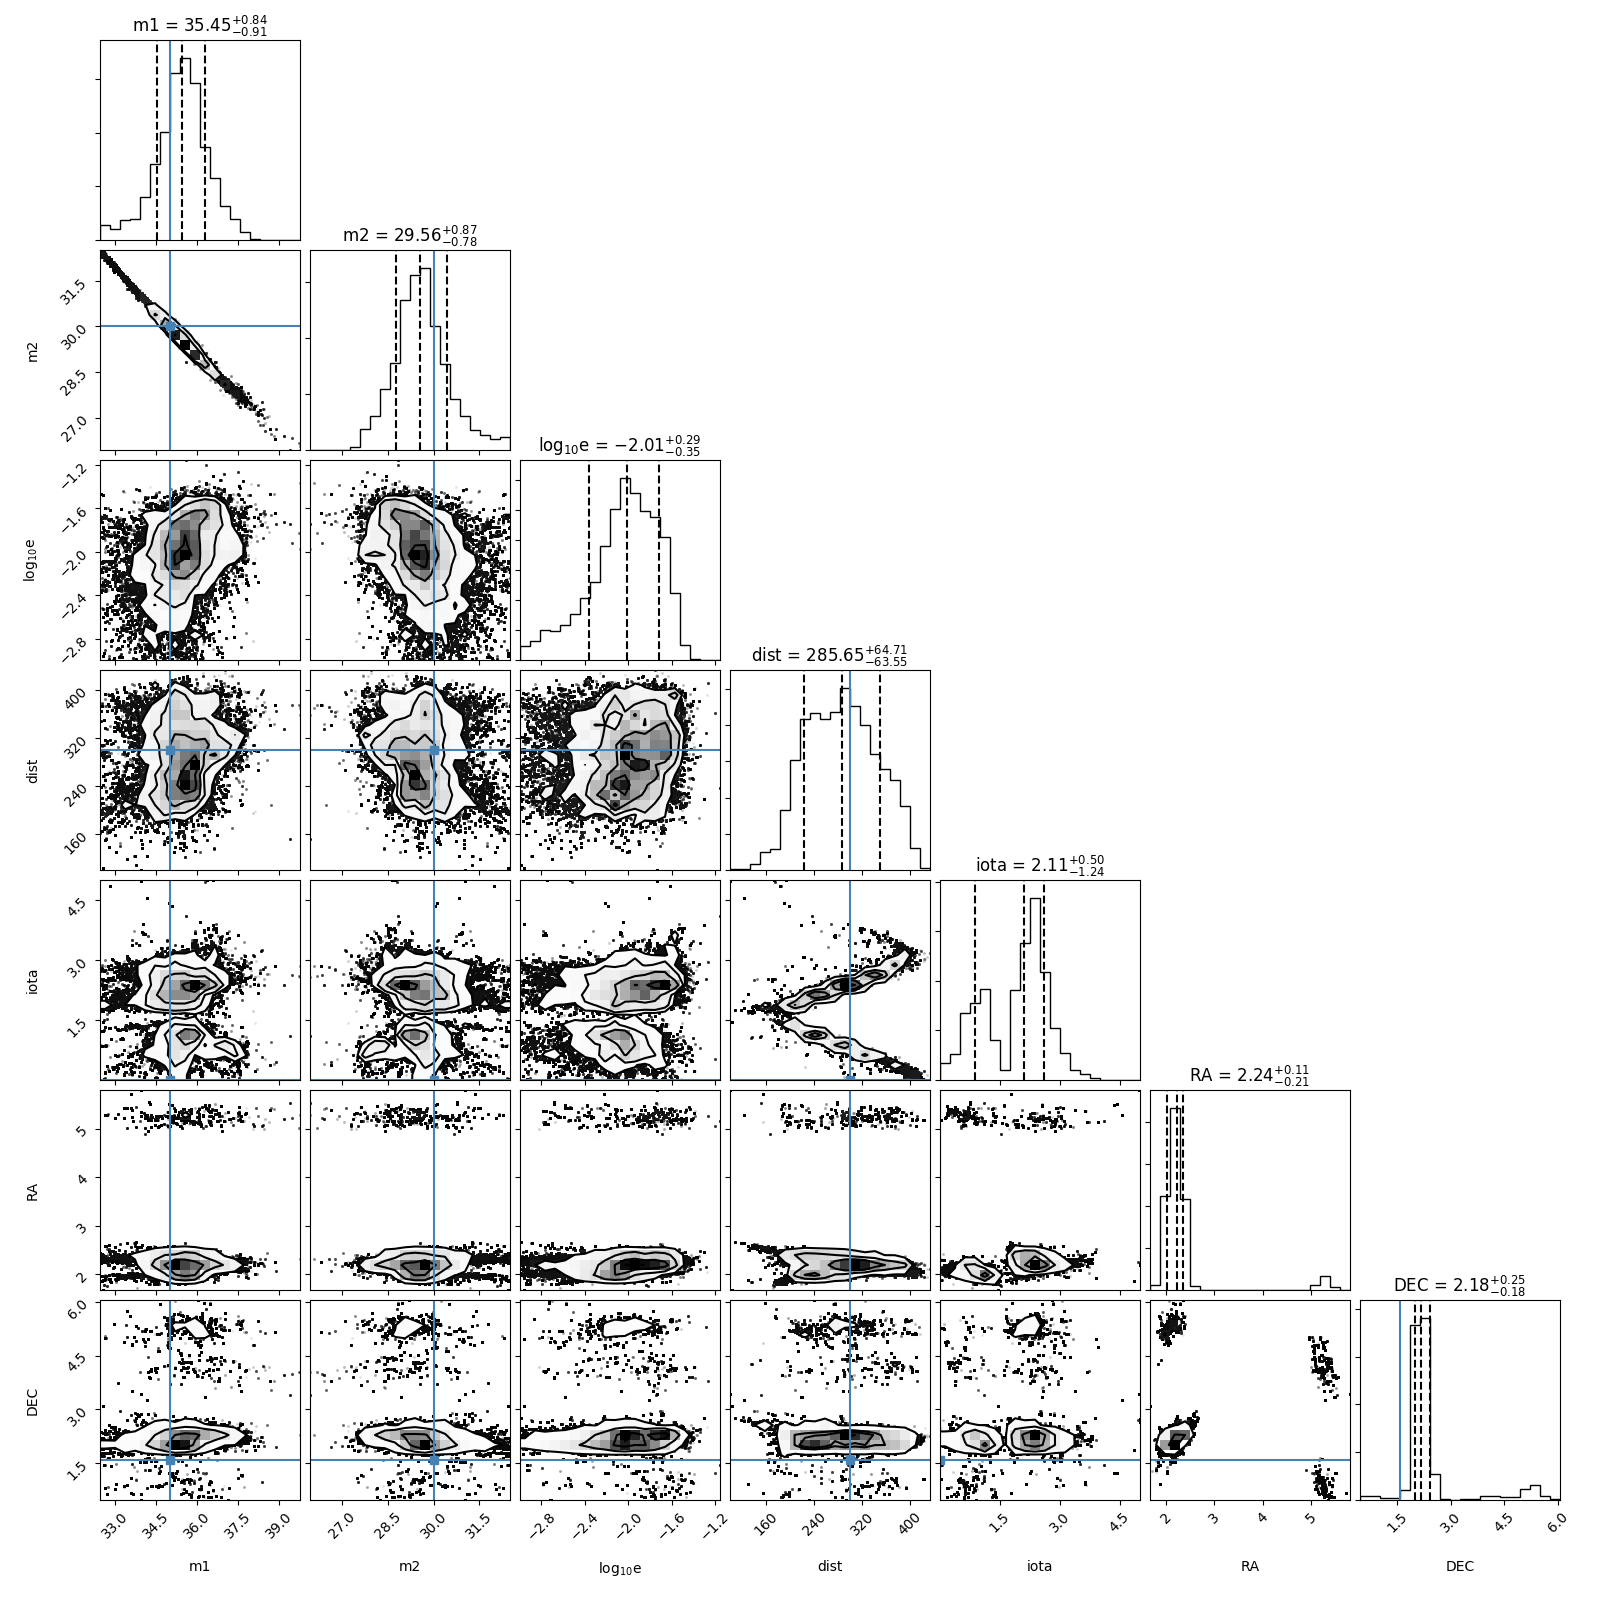 m1 = 35.45+0.84−0.91
m2 = 29.56+0.87−0.78
31.5
30.0
28.5
27.0
m2
log10e = −2.01+0.29−0.35
−1.2
−1.6
−2.0
−2.4
−2.8
log10e
dist = 285.65+64.71−63.55
400
320
240
160
dist
iota = 2.11+0.50−1.24
4.5
3.0
1.5
iota
RA = 2.24+0.11−0.21
5
4
3
2
RA
DEC = 2.18+0.25−0.18
6.0
4.5
3.0
1.5
DEC
33.0 34.5 36.0 37.5 39.0 27.0 28.5 30.0 31.5 −2.8 −2.4 −2.0 −1.6 −1.2 160 240 320 400 1.5 3.0 4.5 2 3 4 5 1.5 3.0 4.5 6.0
m1 m2 log10e dist iota RA DEC